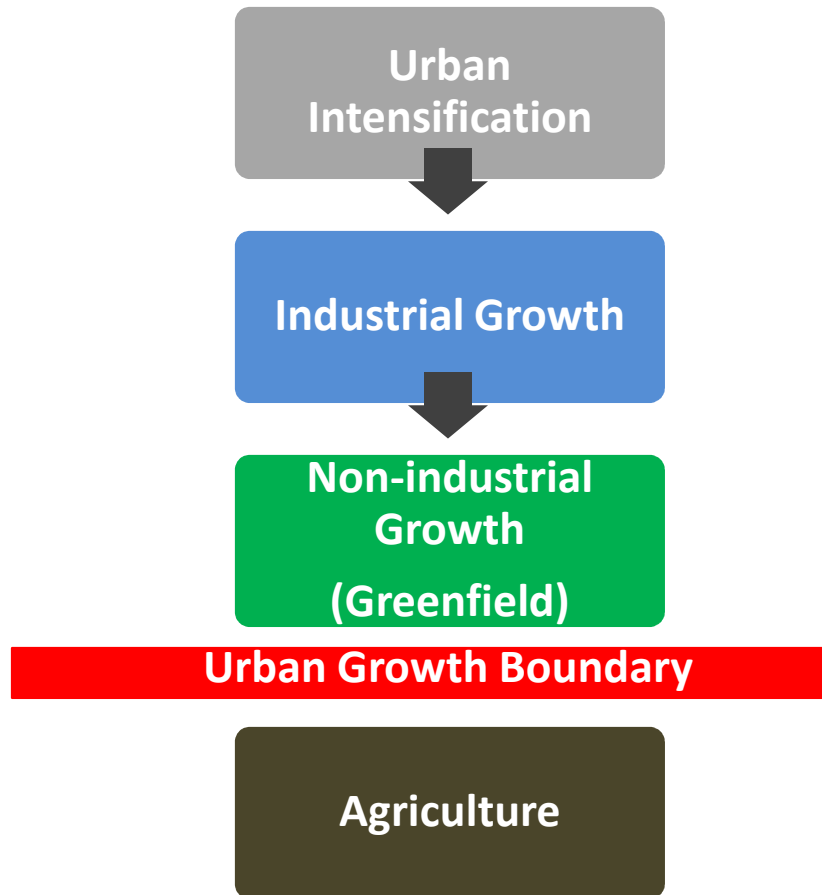 Urban
Intensification
Industrial Growth
Non-industrial
Growth
(Greenfield)
Urban Growth Boundary
Agriculture